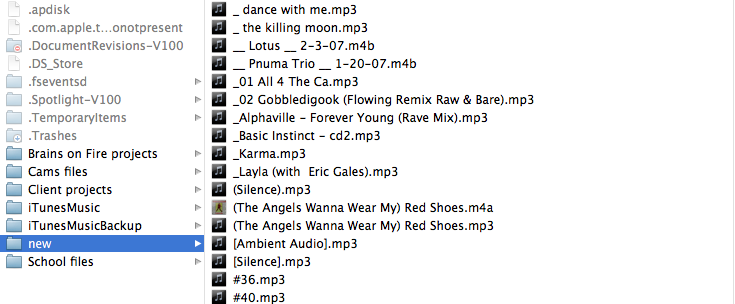 .apdisk
.com.apple.t...onotpresent
.DocumentRevisions-V100
.DS_Store
.fseventsd
.Spotlight-V100
.TemporaryItems
.Trashes
Brains on Fire projects
Cams files
Client projects
iTunesMusic
iTunesMusicBackup
new
School files
_ dance with me.mp3
_ the killing moon.mp3
__ Lotus __ 2-3-07.m4b
__ Pnuma Trio __ 1-20-07.m4b
_01 All 4 The Ca.mp3
_02 Gobbledigook (Flowing Remix Raw & Bare).mp3
_Alphaville - Forever Young (Rave Mix).mp3
_Basic Instinct - cd2.mp3
_Karma.mp3
_Layla (with  Eric Gales).mp3
(Silence).mp3
(The Angels Wanna Wear My) Red Shoes.m4a
(The Angels Wanna Wear My) Red Shoes.mp3
[Ambient Audio].mp3
[Silence].mp3
#36.mp3
#40.mp3